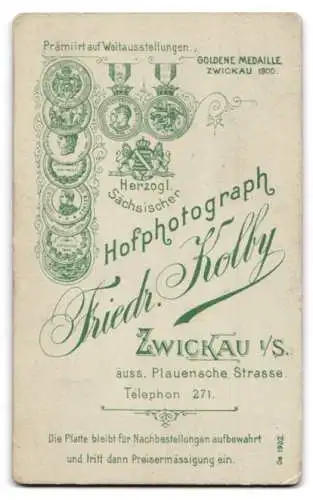 Prämiirt auf Weltausstellungen.
GOLDENE MEDAILLE
ZWICKAU 1900.
Herzogl.
Sächsischer
Hofphotograph
Friedr. Kolby
ZWICKAU i/S.
äuss. Plauensche Strasse
Telephon 271.
Die Platte bleibt für Nachbestellungen aufbewahrt
und tritt dann Preisermässigung ein.